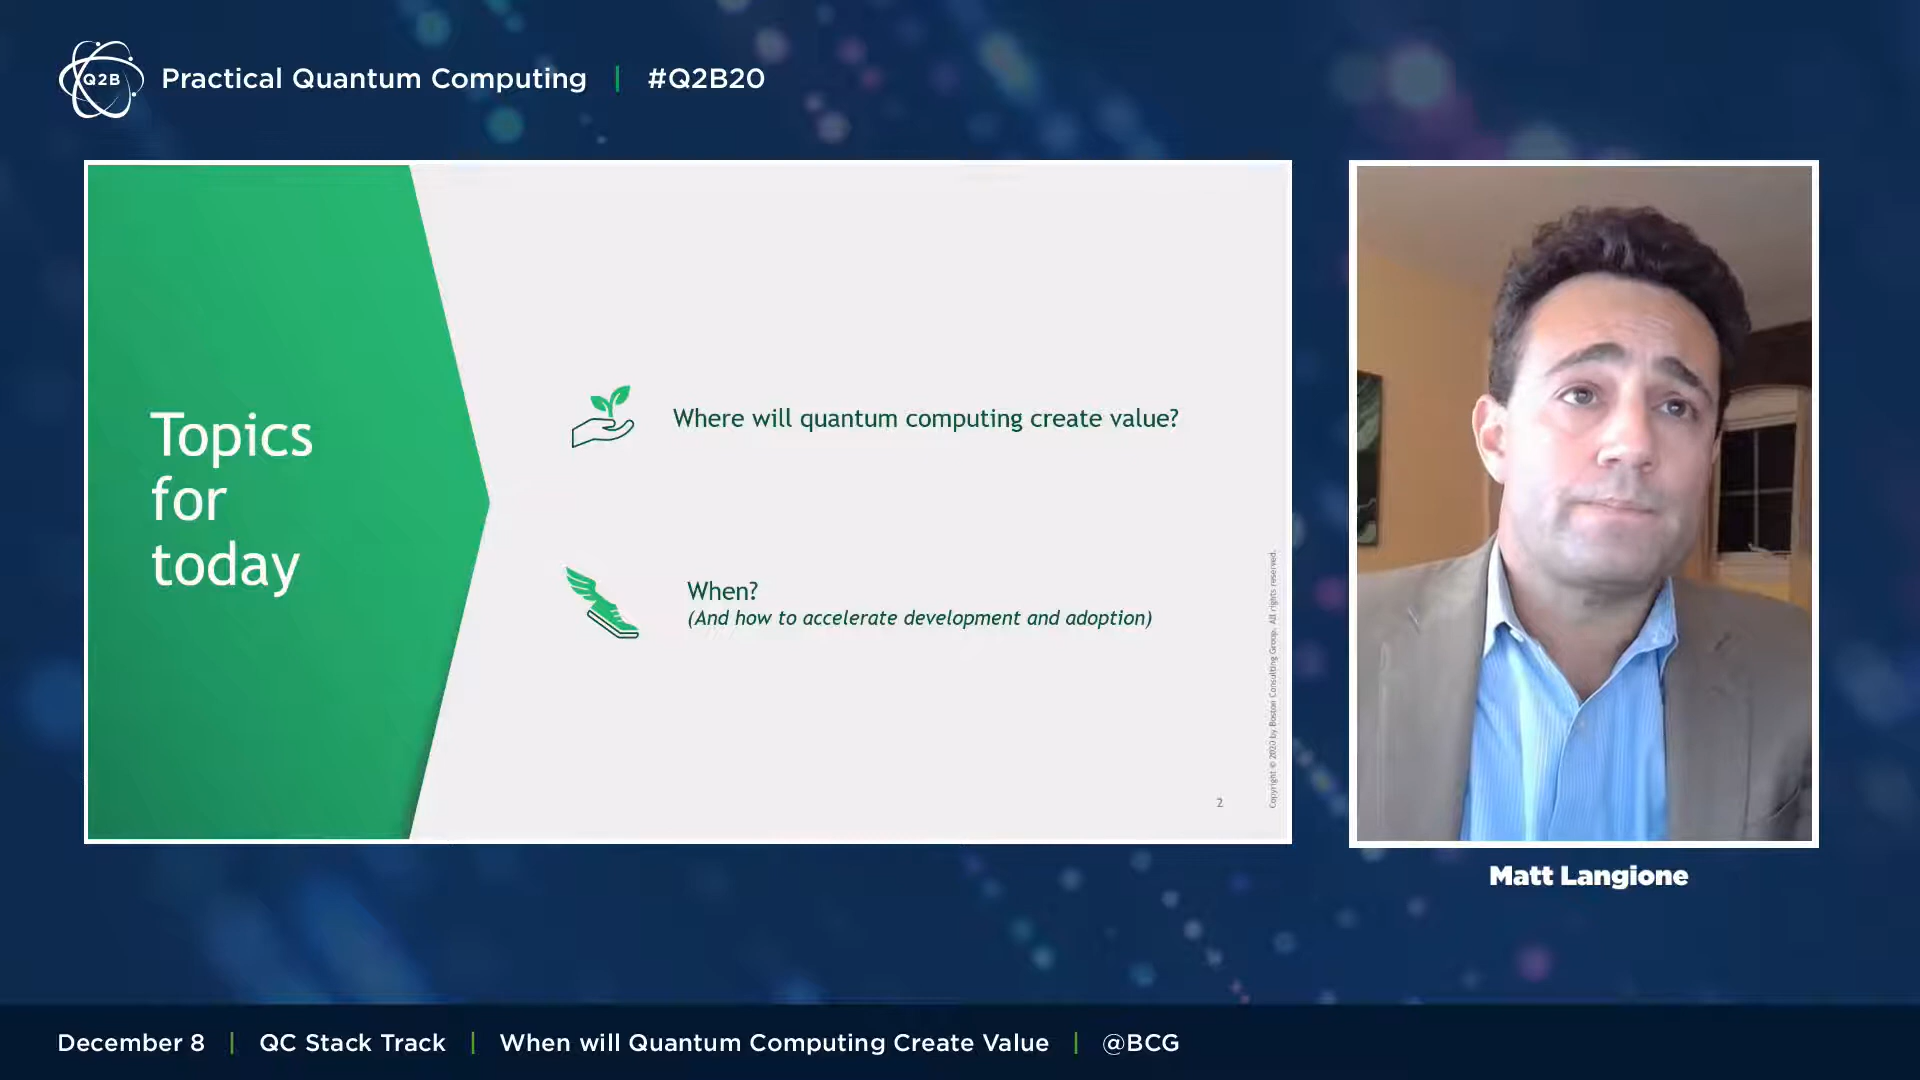 Q2B
Practical Quantum Computing | #Q2B20
Topics
for
today
Where will quantum computing create value?
When?
(And how to accelerate development and adoption)
2
Copyright © 2020 by Boston Consulting Group. All rights reserved.
Matt Langione
December 8 | QC Stack Track | When will Quantum Computing Create Value | @BCG